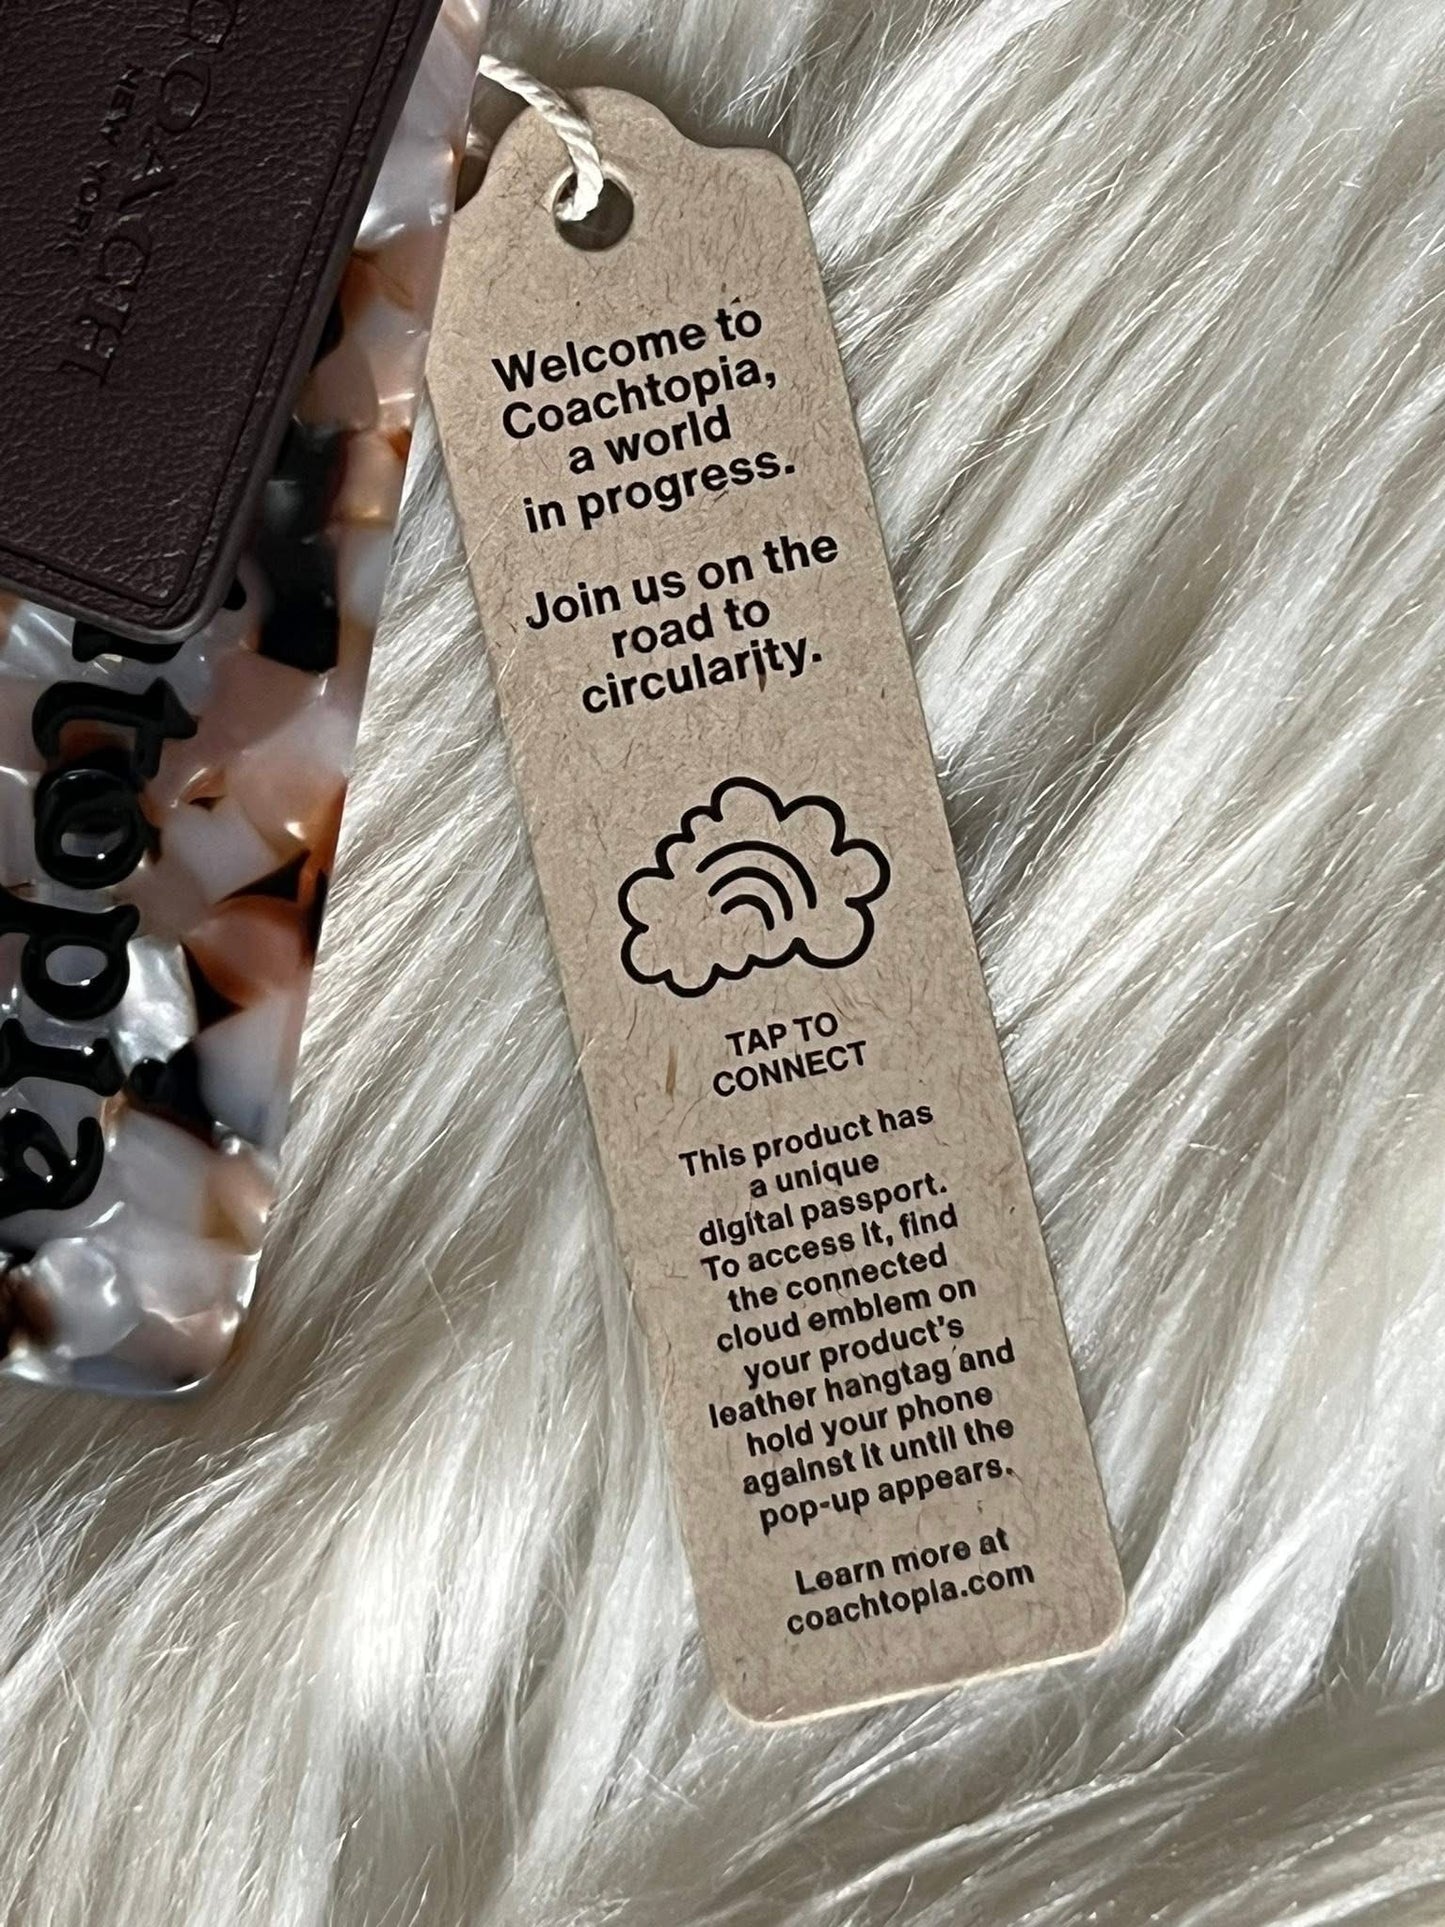 COACH
NEW YORK
topia
Welcome to
Coachtopia,
a world
in progress.
Join us on the
road to
circularity.
TAP TO
CONNECT
This product has
a unique
digital passport.
To access it, find
the connected
cloud emblem on
your product's
leather hangtag and
hold your phone
against it until the
pop-up appears.
Learn more at
coachtopia.com